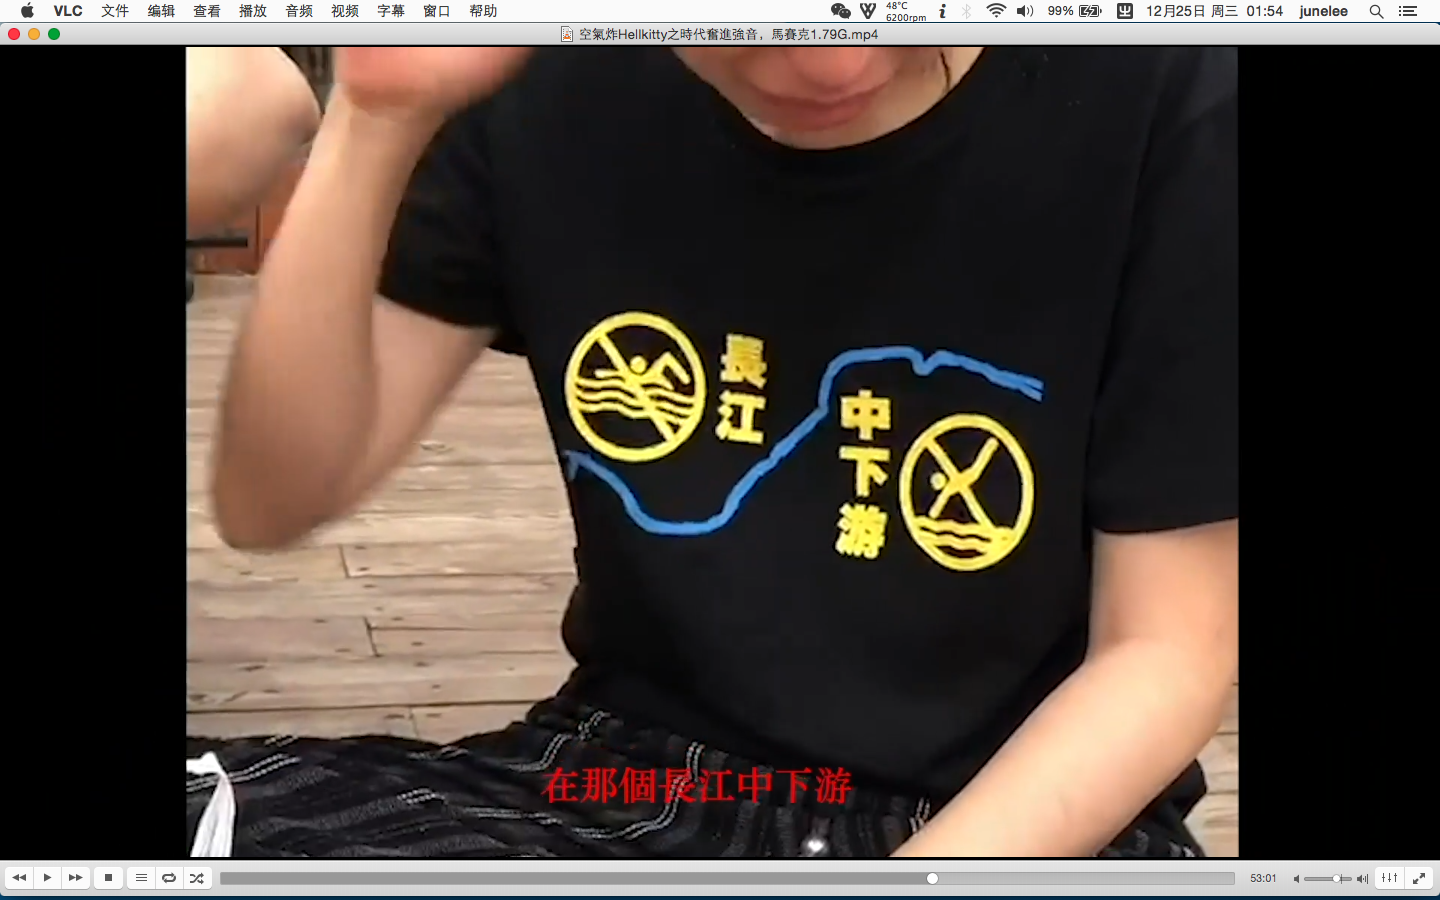 VLC 文件 编辑 查看 播放 音频 视频 字幕 窗口 帮助
48°C
6200rpm
99%
12月25日 周三 01:54
junelee
空氣炸Hellkitty之時代奮進強音，馬賽克1.79G.mp4
長江
中下游
在那個長江中下游
53:01